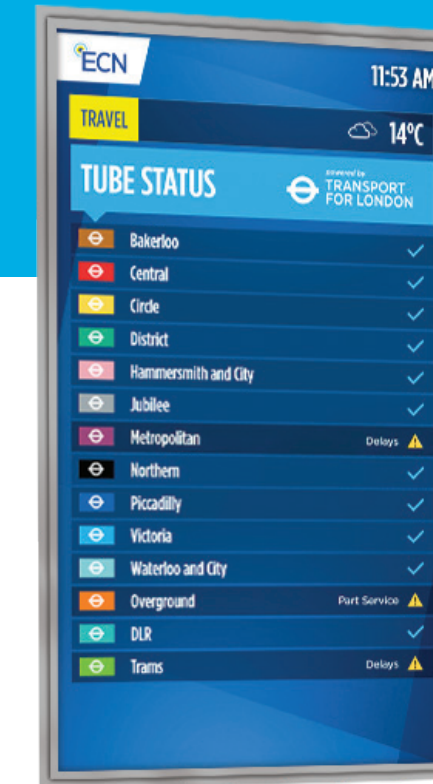 ECN
11:53 AM
TRAVEL
14°C
TUBE STATUS
powered by
TRANSPORT
FOR LONDON
Bakerloo
Central
Circle
District
Hammersmith and City
Jubilee
Metropolitan Delays
Northern
Piccadilly
Victoria
Waterloo and City
Overground Part Service
DLR
Trams Delays